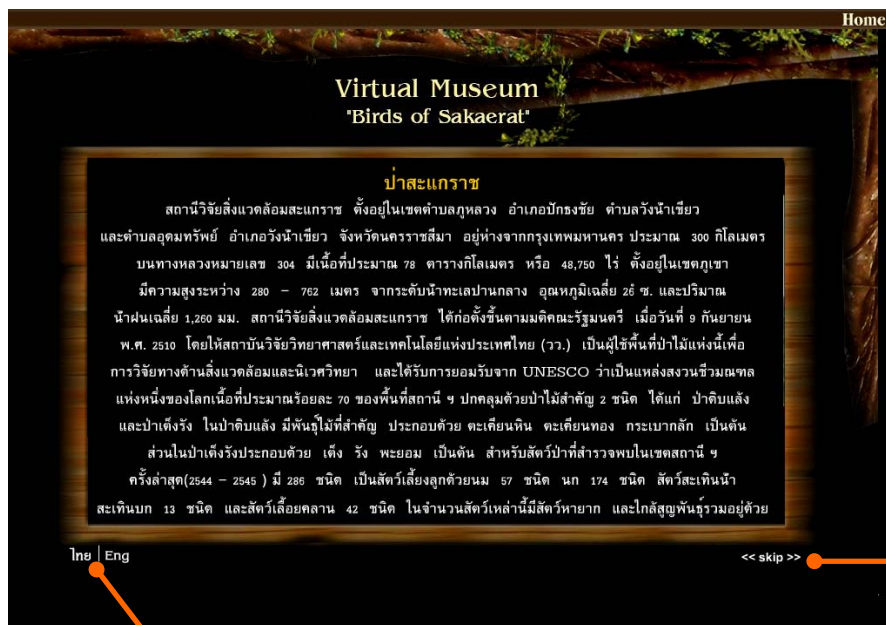 Home
Virtual Museum
"Birds of Sakaerat"
ป่าสะแกราช
สถานีวิจัยสิ่งแวดล้อมสะแกราช ตั้งอยู่ในเขตตำบลภูหลวง อำเภอปักธงชัย ตำบลวังน้ำเขียว
และตำบลอุดมทรัพย์ อำเภอวังน้ำเขียว จังหวัดนครราชสีมา อยู่ห่างจากกรุงเทพมหานคร ประมาณ 300 กิโลเมตร
บนทางหลวงหมายเลข 304 มีเนื้อที่ประมาณ 78 ตารางกิโลเมตร หรือ 48,750 ไร่ ตั้งอยู่ในเขตภูเขา
มีความสูงระหว่าง 280 – 762 เมตร จากระดับน้ำทะเลปานกลาง อุณหภูมิเฉลี่ย 26 ํ ซ. และปริมาณ
น้ำฝนเฉลี่ย 1,260 มม. สถานีวิจัยสิ่งแวดล้อมสะแกราช ได้ก่อตั้งขึ้นตามมติคณะรัฐมนตรี เมื่อวันที่ 9 กันยายน
พ.ศ. 2510 โดยให้สถาบันวิจัยวิทยาศาสตร์และเทคโนโลยีแห่งประเทศไทย (วว.) เป็นผู้ใช้พื้นที่ป่าไม้แห่งนี้เพื่อ
การวิจัยทางด้านสิ่งแวดล้อมและนิเวศวิทยา และได้รับการยอมรับจาก UNESCO ว่าเป็นแหล่งสงวนชีวมณฑล
แห่งหนึ่งของโลกเนื้อที่ประมาณร้อยละ 70 ของพื้นที่สถานี ฯ ปกคลุมด้วยป่าไม้สำคัญ 2 ชนิด ได้แก่ ป่าดิบแล้ง
และป่าเต็งรัง ในป่าดิบแล้ง มีพันธุ์ไม้ที่สำคัญ ประกอบด้วย ตะเคียนหิน ตะเคียนทอง กระเบากลัก เป็นต้น
ส่วนในป่าเต็งรังประกอบด้วย เต็ง รัง พะยอม เป็นต้น สำหรับสัตว์ป่าที่สำรวจพบในเขตสถานี ฯ
ครั้งล่าสุด(2544 – 2545 ) มี 286 ชนิด เป็นสัตว์เลี้ยงลูกด้วยนม 57 ชนิด นก 174 ชนิด สัตว์สะเทินน้ำ
สะเทินบก 13 ชนิด และสัตว์เลื้อยคลาน 42 ชนิด ในจำนวนสัตว์เหล่านี้มีสัตว์หายาก และใกล้สูญพันธุ์รวมอยู่ด้วย
ไทย | Eng
<< skip >>